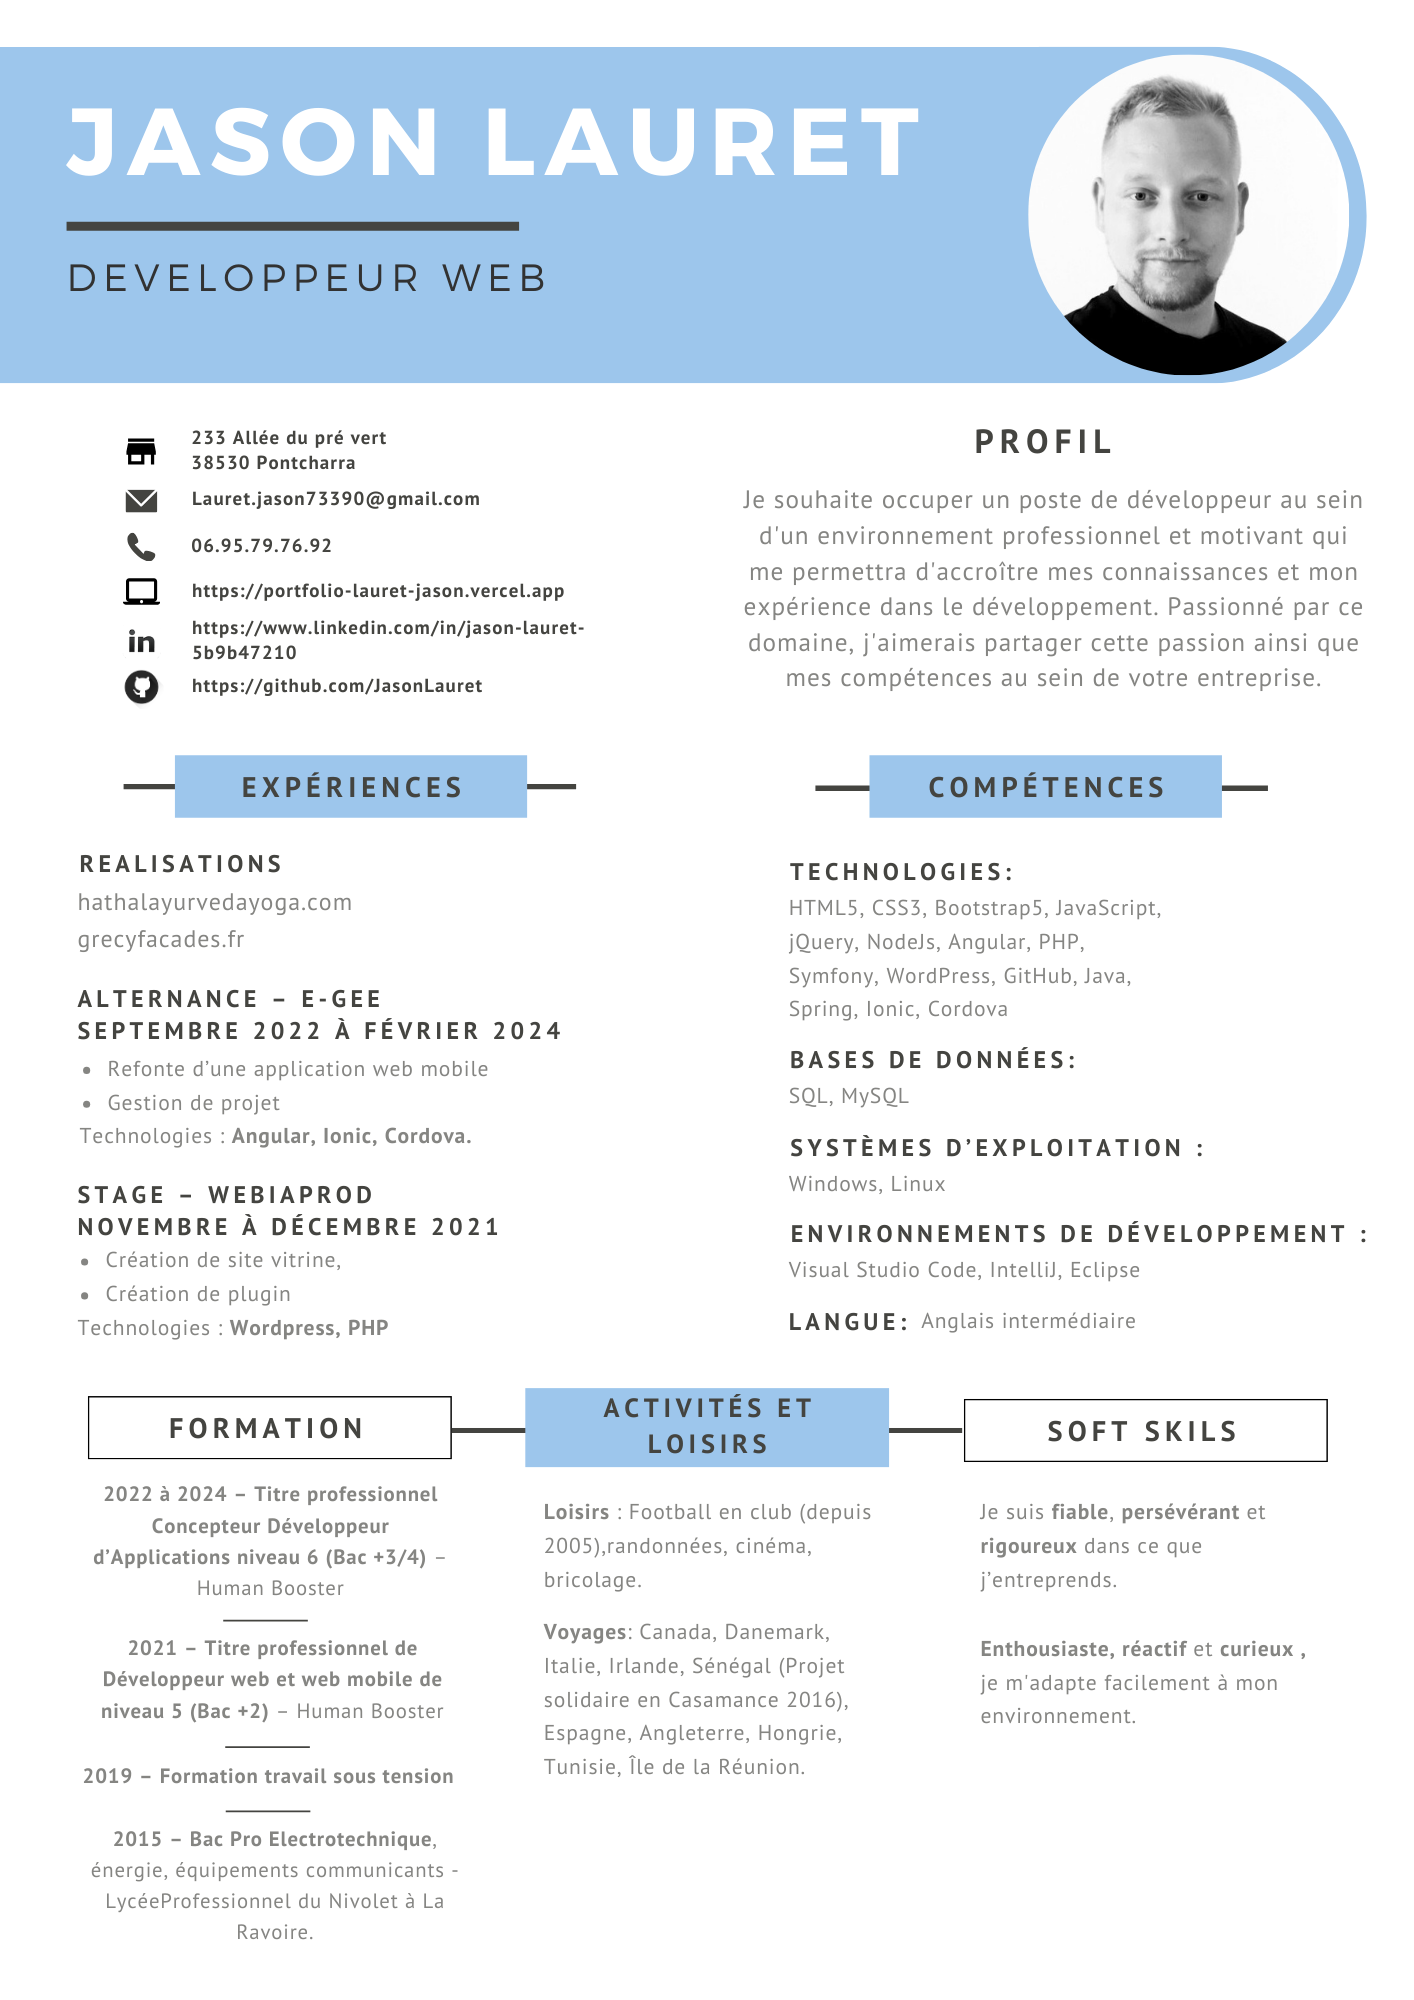 JASON LAURET
DEVELOPPEUR WEB
233 Allée du pré vert
38530 Pontcharra
Lauret.jason73390@gmail.com
06.95.79.76.92
https://portfolio-lauret-jason.vercel.app
https://www.linkedin.com/in/jason-lauret-
5b9b47210
https://github.com/JasonLauret
PROFIL
Je souhaite occuper un poste de développeur au sein
d'un environnement professionnel et motivant qui
me permettra d'accroître mes connaissances et mon
expérience dans le développement. Passionné par ce
domaine, j'aimerais partager cette passion ainsi que
mes compétences au sein de votre entreprise.
EXPÉRIENCES
REALISATIONS
hathalayurvedayoga.com
grecyfacades.fr
ALTERNANCE – E-GEE
SEPTEMBRE 2022 À FÉVRIER 2024
• Refonte d’une application web mobile
• Gestion de projet
Technologies : Angular, Ionic, Cordova.
STAGE – WEBIAPROD
NOVEMBRE À DÉCEMBRE 2021
• Création de site vitrine,
• Création de plugin
Technologies : Wordpress, PHP
COMPÉTENCES
TECHNOLOGIES:
HTML5, CSS3, Bootstrap5, JavaScript,
jQuery, NodeJs, Angular, PHP,
Symfony, WordPress, GitHub, Java,
Spring, Ionic, Cordova
BASES DE DONNÉES:
SQL, MySQL
SYSTÈMES D’EXPLOITATION :
Windows, Linux
ENVIRONNEMENTS DE DÉVELOPPEMENT :
Visual Studio Code, IntelliJ, Eclipse
LANGUE: Anglais intermédiaire
FORMATION
2022 à 2024 – Titre professionnel
Concepteur Développeur
d’Applications niveau 6 (Bac +3/4) –
Human Booster
2021 – Titre professionnel de
Développeur web et web mobile de
niveau 5 (Bac +2) – Human Booster
2019 – Formation travail sous tension
2015 – Bac Pro Electrotechnique,
énergie, équipements communicants -
LycéeProfessionnel du Nivolet à La
Ravoire.
ACTIVITÉS ET
LOISIRS
Loisirs : Football en club (depuis
2005),randonnées, cinéma,
bricolage.
Voyages: Canada, Danemark,
Italie, Irlande, Sénégal (Projet
solidaire en Casamance 2016),
Espagne, Angleterre, Hongrie,
Tunisie, Île de la Réunion.
SOFT SKILS
Je suis fiable, persévérant et
rigoureux dans ce que
j’entreprends.
Enthousiaste, réactif et curieux ,
je m'adapte facilement à mon
environnement.